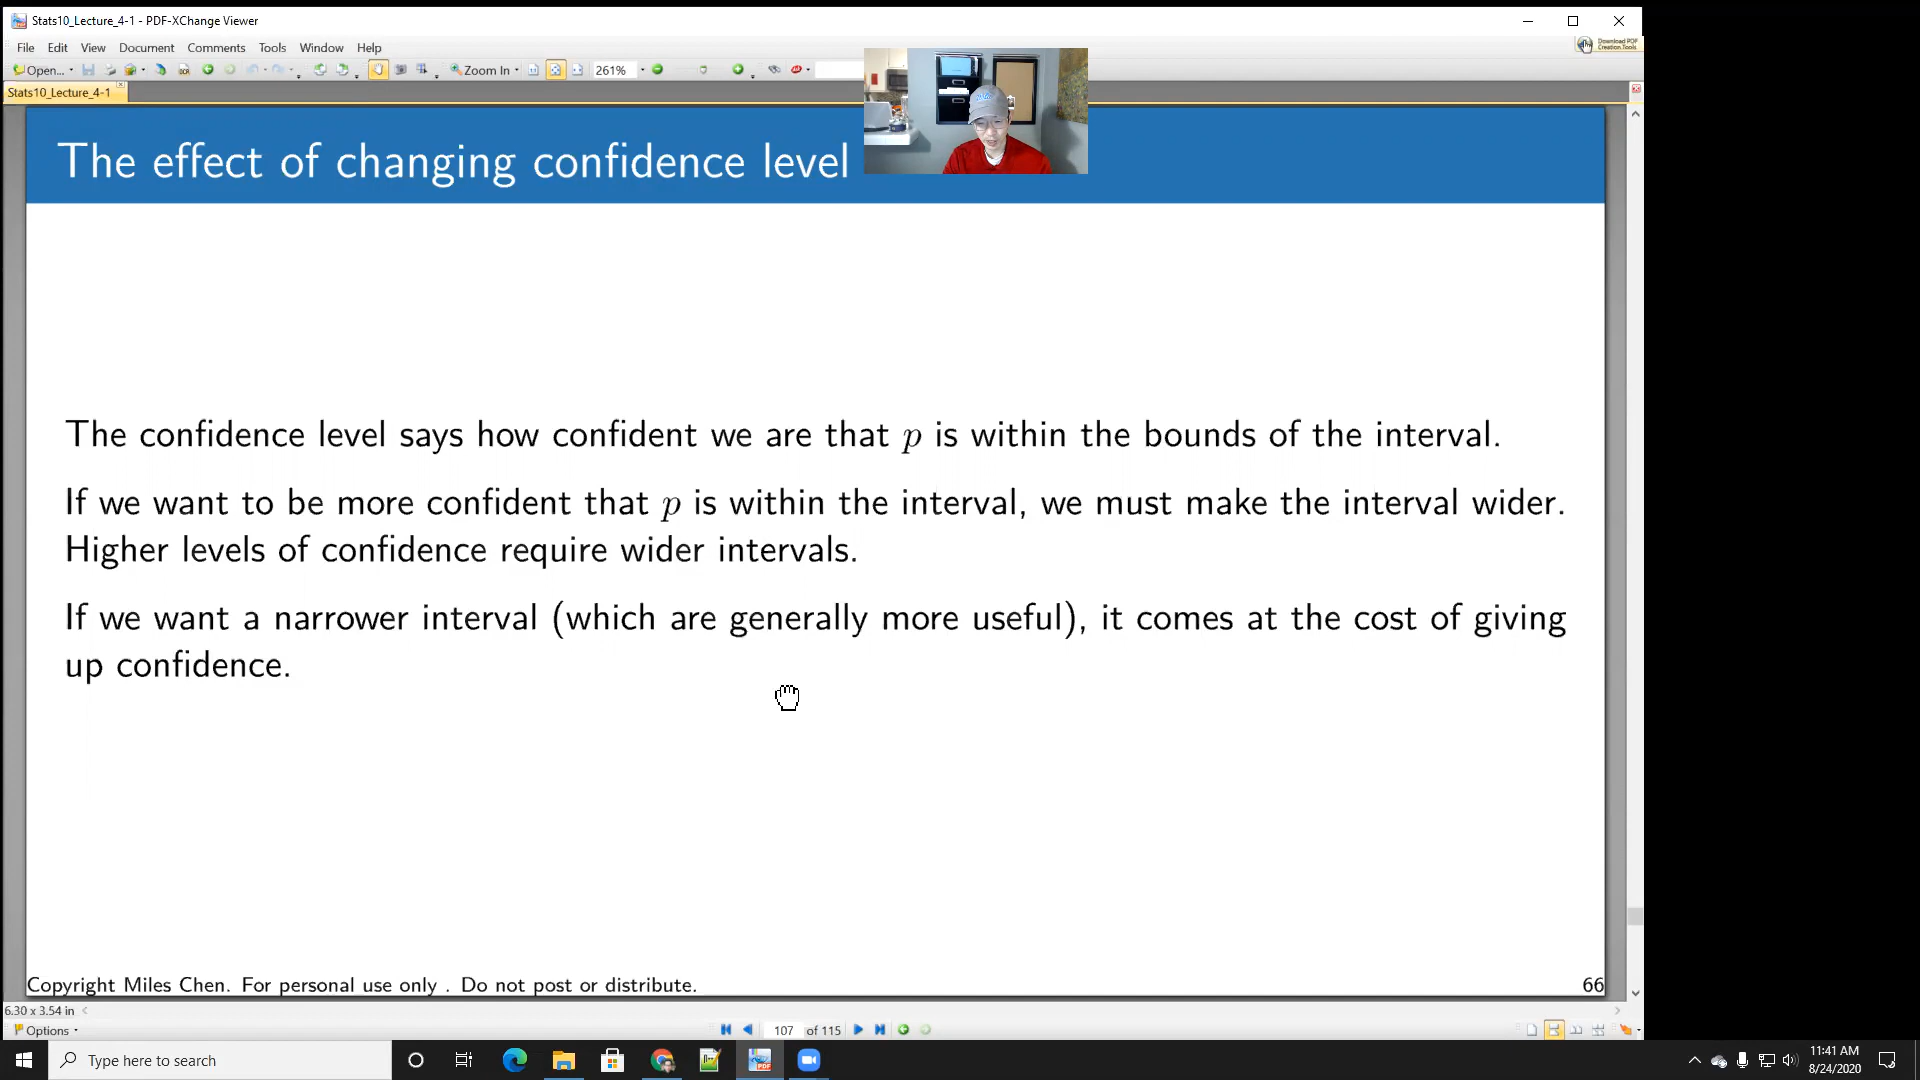 Stats10_Lecture_4-1 - PDF-XChange Viewer
File Edit View Document Comments Tools Window Help
Download PDF
Creation Tools
Open... OCR Zoom In 261%
Stats10_Lecture_4-1
The effect of changing confidence level
The confidence level says how confident we are that p is within the bounds of the interval.
If we want to be more confident that p is within the interval, we must make the interval wider.
Higher levels of confidence require wider intervals.
If we want a narrower interval (which are generally more useful), it comes at the cost of giving
up confidence.
Copyright Miles Chen. For personal use only . Do not post or distribute.
66
6.30 x 3.54 in
Options
107 of 115
Type here to search
11:41 AM
8/24/2020